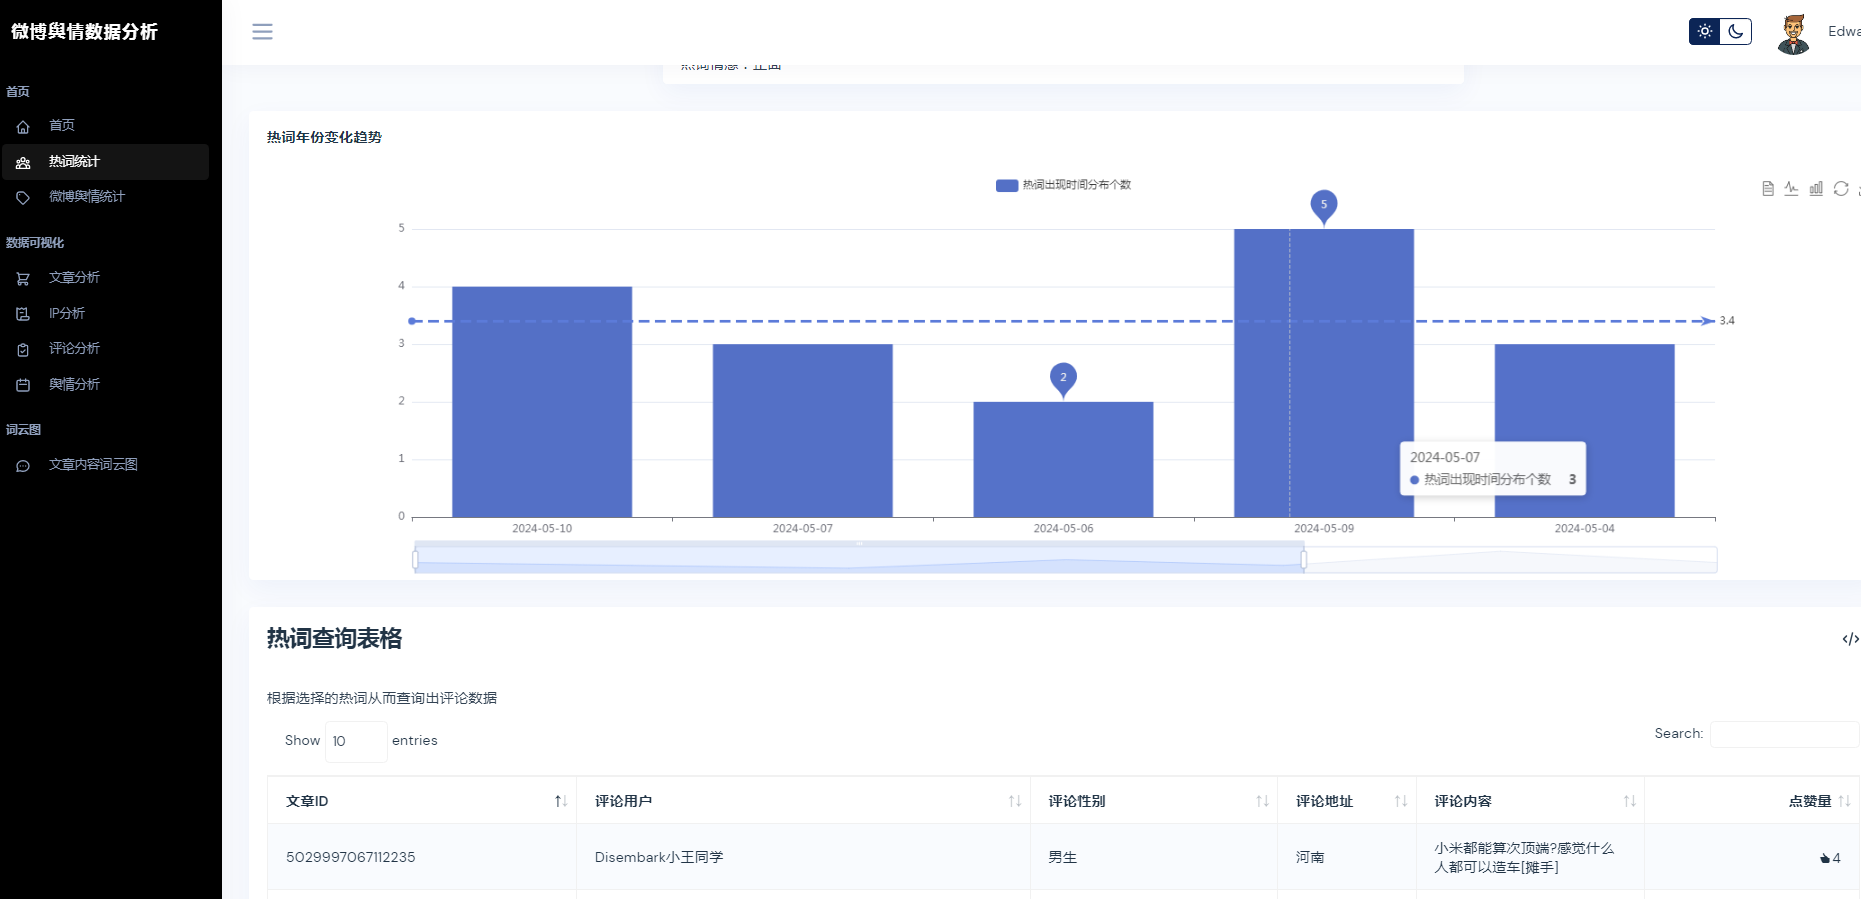 微博舆情数据分析
首页
首页
热词统计
微博舆情统计
数据可视化
文章分析
IP分析
评论分析
舆情分析
词云图
文章内容词云图
Edwa
热词情感：正面
热词年份变化趋势
热词出现时间分布个数
5
4
3
2
1
0
5
2
3.4
2024-05-07
热词出现时间分布个数 3
2024-05-10 2024-05-07 2024-05-06 2024-05-09 2024-05-04
热词查询表格
</>
根据选择的热词从而查询出评论数据
Show 10 entries
Search:
文章ID 评论用户 评论性别 评论地址 评论内容 点赞量
5029997067112235 Disembark小王同学 男生 河南 小米都能算次顶端?感觉什么
人都可以造车[摊手] 4